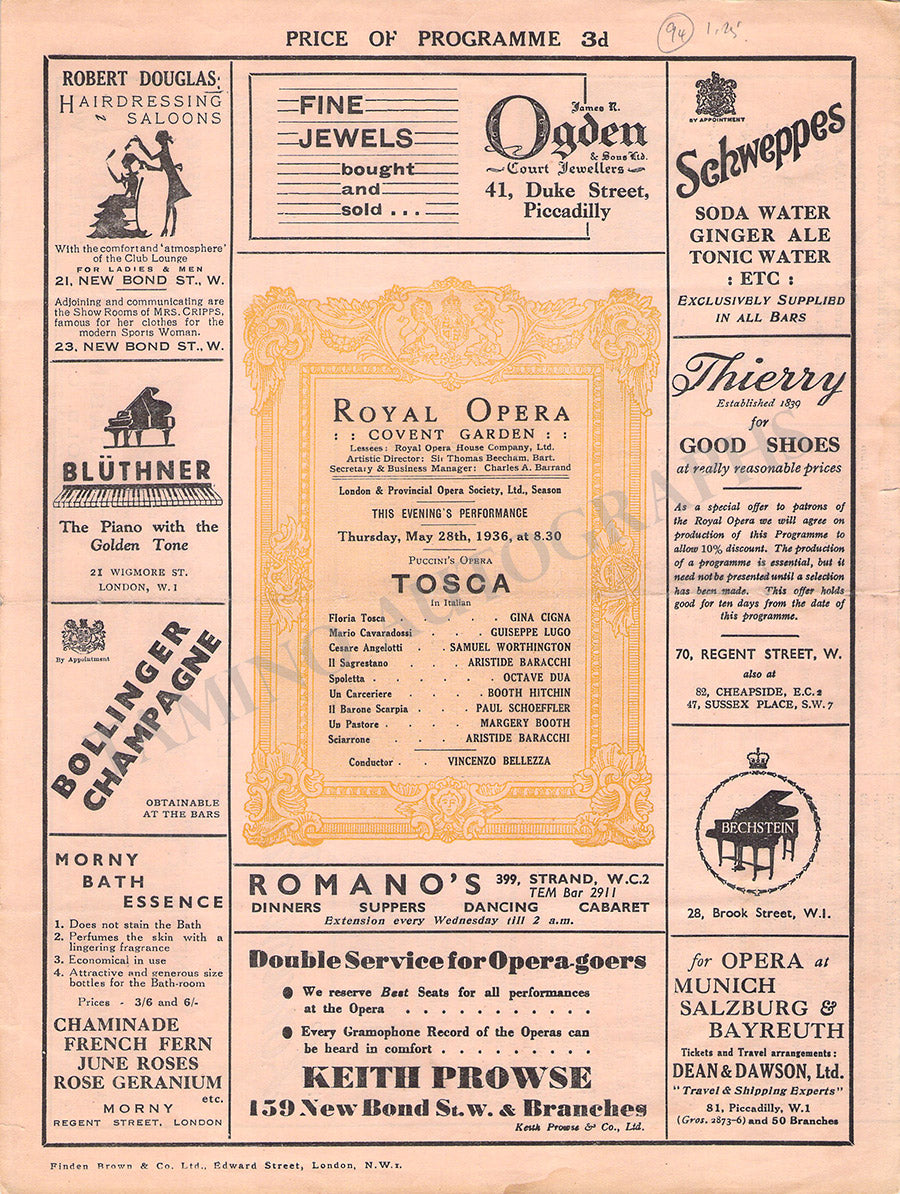 PRICE OF PROGRAMME 3d
94 1.25
ROBERT DOUGLAS:
HAIRDRESSING
SALOONS
With the comfort and 'atmosphere'
of the Club Lounge
FOR LADIES & MEN
21, NEW BOND ST., W.
Adjoining and communicating are
the Show Rooms of MRS. CRIPPS,
famous for her clothes for the
modern Sports Woman.
23, NEW BOND ST., W.
BLÜTHNER
The Piano with the
Golden Tone
21 WIGMORE ST.
LONDON, W.1
By Appointment
BOLLINGER
CHAMPAGNE
OBTAINABLE
AT THE BARS
MORNY
BATH
ESSENCE
1. Does not stain the Bath
2. Perfumes the skin with a
lingering fragrance
3. Economical in use
4. Attractive and generous size
bottles for the Bath-room
Prices - 3/6 and 6/-
CHAMINADE
FRENCH FERN
JUNE ROSES
ROSE GERANIUM
etc.
MORNY
REGENT STREET, LONDON
FINE
JEWELS
bought
and
sold . . .
James R.
Ogden
& Sons Ltd.
Court Jewellers
41, Duke Street,
Piccadilly
ROYAL OPERA
: : COVENT GARDEN : :
Lessees: Royal Opera House Company, Ltd.
Artistic Director: Sir Thomas Beecham, Bart.
Secretary & Business Manager: Charles A. Barrand
London & Provincial Opera Society, Ltd., Season
THIS EVENING'S PERFORMANCE
Thursday, May 28th, 1936, at 8.30
PUCCINI'S OPERA
TOSCA
In Italian
Floria Tosca . . . . GINA CIGNA
Mario Cavaradossi . . . . GUISEPPE LUGO
Cesare Angelotti . . SAMUEL WORTHINGTON
Il Sagrestano . . . ARISTIDE BARACCHI
Spoletta . . . . . . OCTAVE DUA
Un Carceriere . . . . BOOTH HITCHIN
Il Barone Scarpia . . . PAUL SCHOEFFLER
Un Pastore . . . . MARGERY BOOTH
Sciarrone . . . ARISTIDE BARACCHI
Conductor . . VINCENZO BELLEZZA
TAMINO AUTOGRAPHS
ROMANO'S 399, STRAND, W.C.2
TEM Bar 2911
DINNERS SUPPERS DANCING CABARET
Extension every Wednesday till 2 a.m.
Double Service for Opera-goers
● We reserve Best Seats for all performances
at the Opera . . . . . . . . . . .
● Every Gramophone Record of the Operas can
be heard in comfort . . . . . . . . .
KEITH PROWSE
159 New Bond St. W. & Branches
Keith Prowse & Co., Ltd.
BY APPOINTMENT
Schweppes
SODA WATER
GINGER ALE
TONIC WATER
: ETC :
EXCLUSIVELY SUPPLIED
IN ALL BARS
Thierry
Established 1839
for
GOOD SHOES
at really reasonable prices
As a special offer to patrons of
the Royal Opera we will agree on
production of this Programme to
allow 10% discount. The production
of a programme is essential, but it
need not be presented until a selection
has been made. This offer holds
good for ten days from the date of
this programme.
70, REGENT STREET, W.
also at
82, CHEAPSIDE, E.C.2
47, SUSSEX PLACE, S.W.7
BECHSTEIN
28, Brook Street, W.1.
for OPERA at
MUNICH
SALZBURG &
BAYREUTH
Tickets and Travel arrangements:
DEAN & DAWSON, Ltd.
"Travel & Shipping Experts"
81, Piccadilly, W.1
(Gros. 2873-6) and 50 Branches
Finden Brown & Co. Ltd., Edward Street, London, N.W.1.